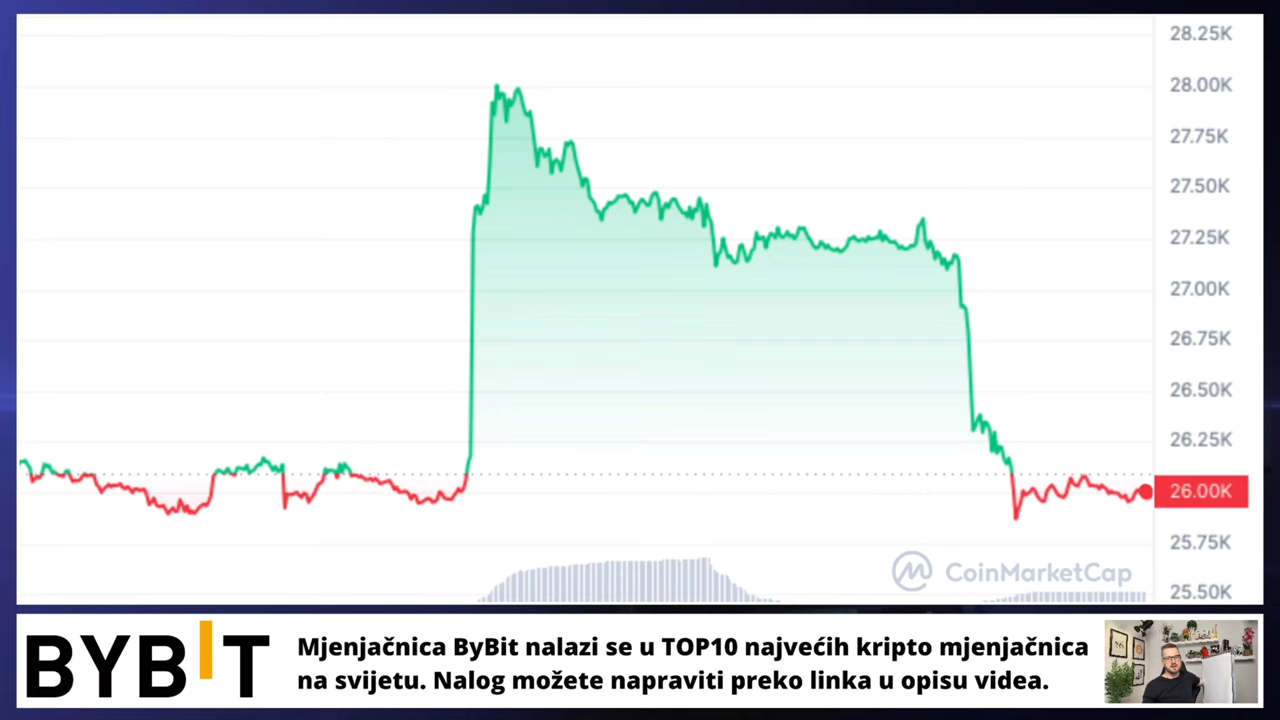 28.25K
28.00K
27.75K
27.50K
27.25K
27.00K
26.75K
26.50K
26.25K
26.00K
25.75K
25.50K
CoinMarketCap
BYBIT
Mjenjačnica ByBit nalazi se u TOP10 najvećih kripto mjenjačnica
na svijetu. Nalog možete napraviti preko linka u opisu videa.